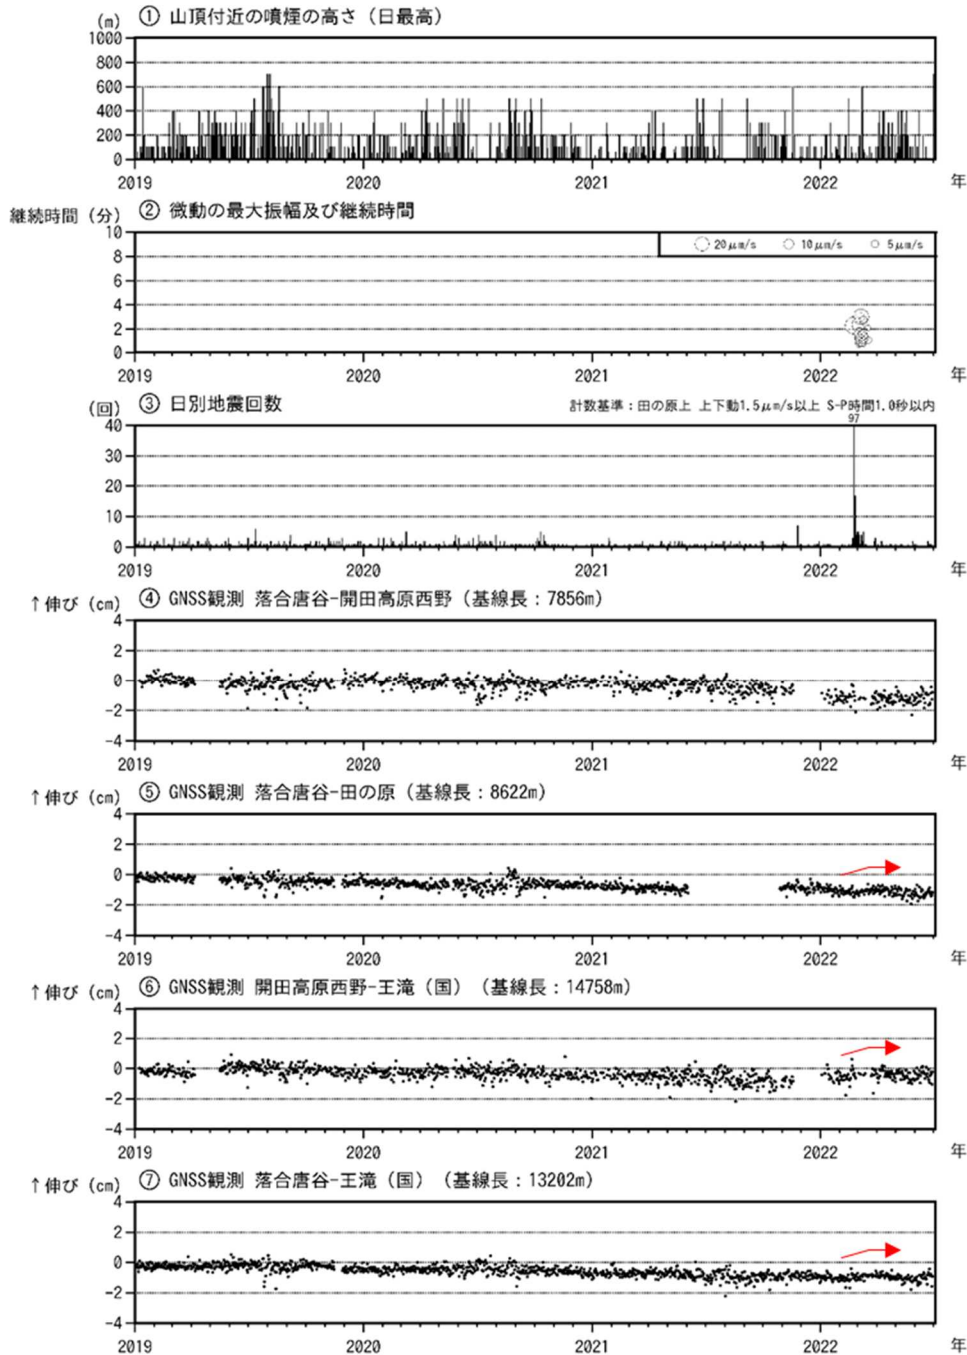 (m) ① 山頂付近の噴煙の高さ（日最高）
1000
800
600
400
200
0
2019 2020 2021 2022 年
継続時間（分） ② 微動の最大振幅及び継続時間
10
20μm/s 10μm/s 5μm/s
8
6
4
2
0
2019 2020 2021 2022 年
(回) ③ 日別地震回数 計数基準：田の原上 上下動1.5μm/s以上 S-P時間1.0秒以内
97
40
30
20
10
0
2019 2020 2021 2022 年
↑伸び（cm） ④ GNSS観測 落合唐谷-開田高原西野（基線長：7856m）
4
2
0
-2
-4
2019 2020 2021 2022 年
↑伸び（cm） ⑤ GNSS観測 落合唐谷-田の原（基線長：8622m）
4
2
0
-2
-4
2019 2020 2021 2022 年
↑伸び（cm） ⑥ GNSS観測 開田高原西野-王滝（国）（基線長：14758m）
4
2
0
-2
-4
2019 2020 2021 2022 年
↑伸び（cm） ⑦ GNSS観測 落合唐谷-王滝（国）（基線長：13202m）
4
2
0
-2
-4
2019 2020 2021 2022 年